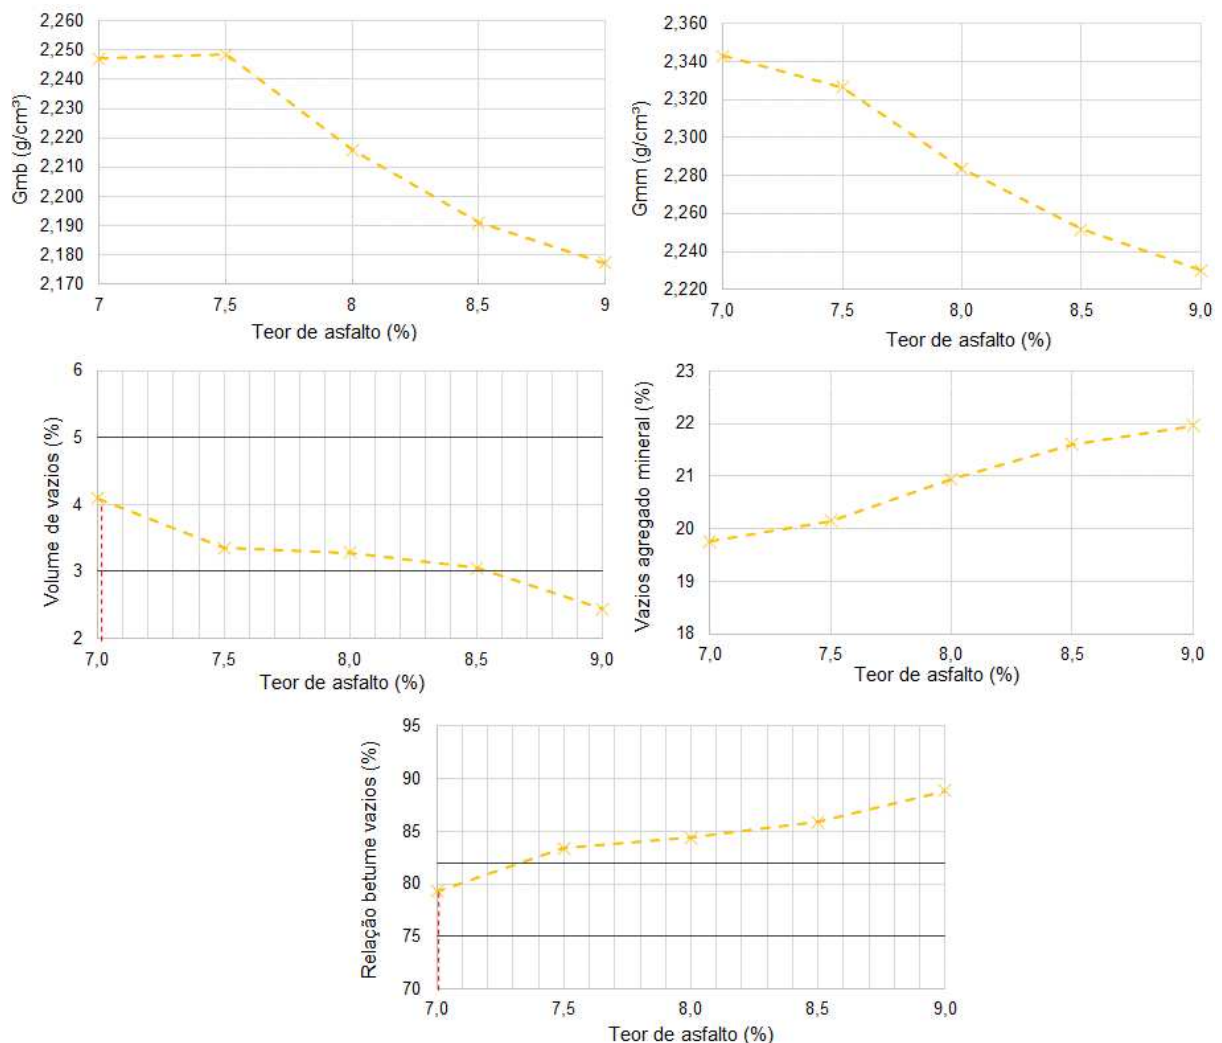 Gmb (g/cm³)
2,260
2,250
2,240
2,230
2,220
2,210
2,200
2,190
2,180
2,170
7 7,5 8 8,5 9
Teor de asfalto (%)
Gmm (g/cm³)
2,360
2,340
2,320
2,300
2,280
2,260
2,240
2,220
7,0 7,5 8,0 8,5 9,0
Teor de asfalto (%)
Volume de vazios (%)
6
5
4
3
2
7,0 7,5 8,0 8,5 9,0
Teor de asfalto (%)
Vazios agregado mineral (%)
23
22
21
20
19
18
7,0 7,5 8,0 8,5 9,0
Teor de asfalto (%)
Relação betume vazios (%)
95
90
85
80
75
70
7,0 7,5 8,0 8,5 9,0
Teor de asfalto (%)